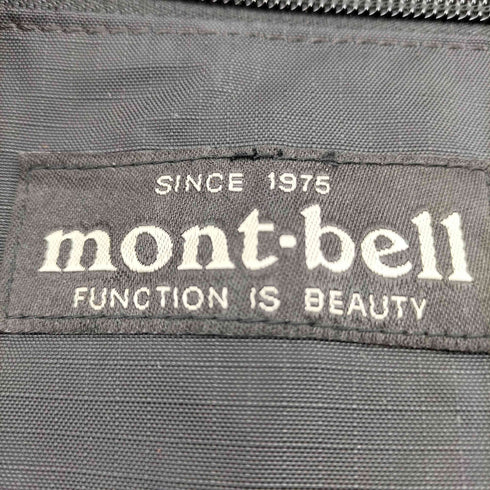 SINCE 1975
mont·bell
FUNCTION IS BEAUTY